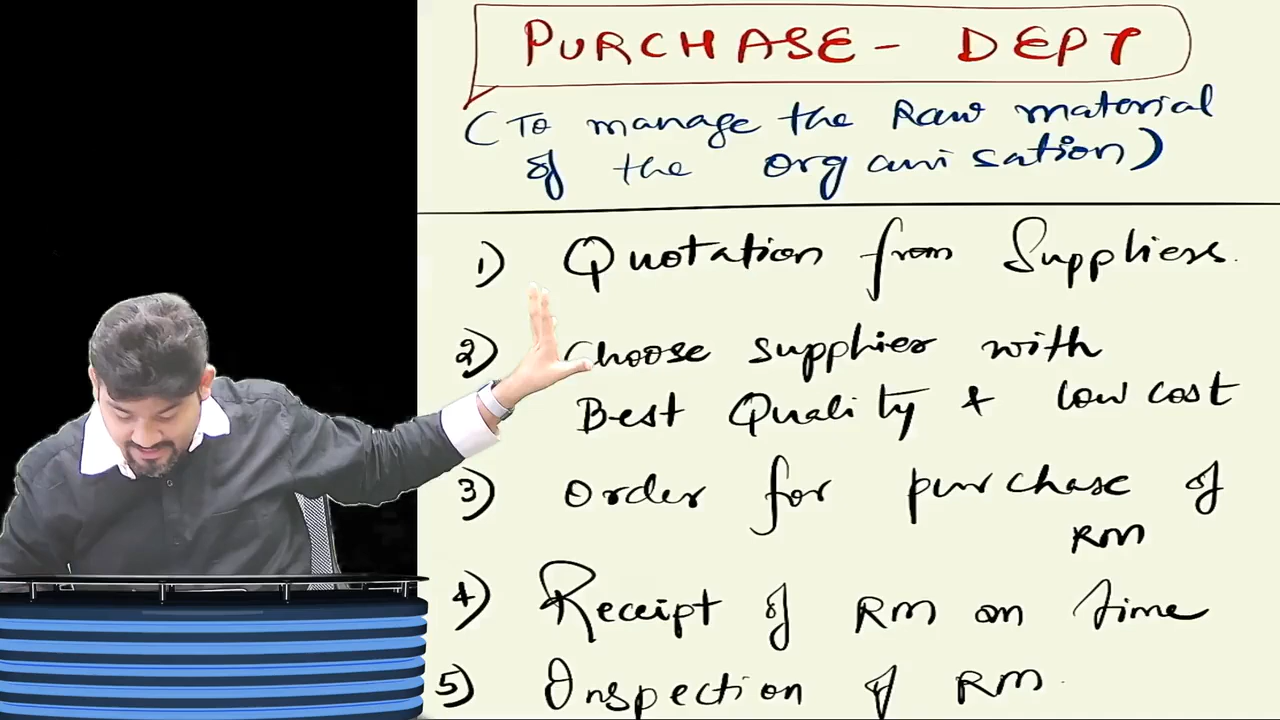 PURCHASE - DEPT
(To manage the Raw material
of the organisation)
1) Quotation from Suppliers.
2) Choose supplier with
Best Quality & low cost
3) Order for purchase of
RM
4) Receipt of RM on time
5) Inspection of RM.